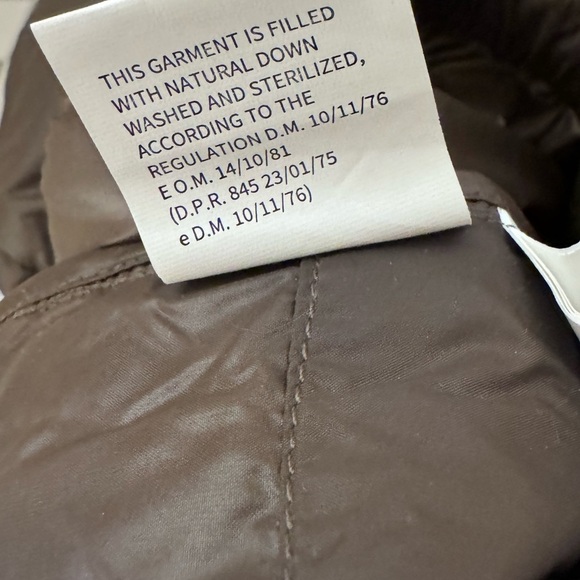 THIS GARMENT IS FILLED
WITH NATURAL DOWN
WASHED AND STERILIZED,
ACCORDING TO THE
REGULATION D.M. 10/11/76
E O.M. 14/10/81
(D.P.R. 845 23/01/75
e D.M. 10/11/76)